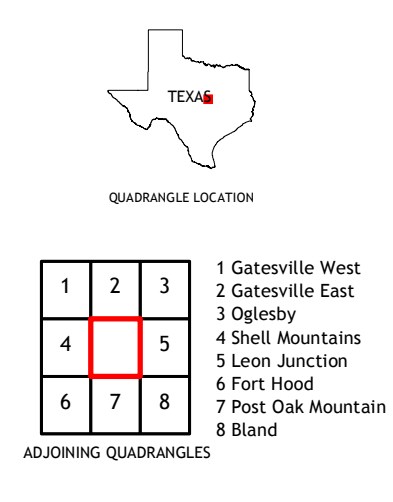 TEXAS
QUADRANGLE LOCATION
1 2 3
4 5
6 7 8
ADJOINING QUADRANGLES
1 Gatesville West
2 Gatesville East
3 Oglesby
4 Shell Mountains
5 Leon Junction
6 Fort Hood
7 Post Oak Mountain
8 Bland